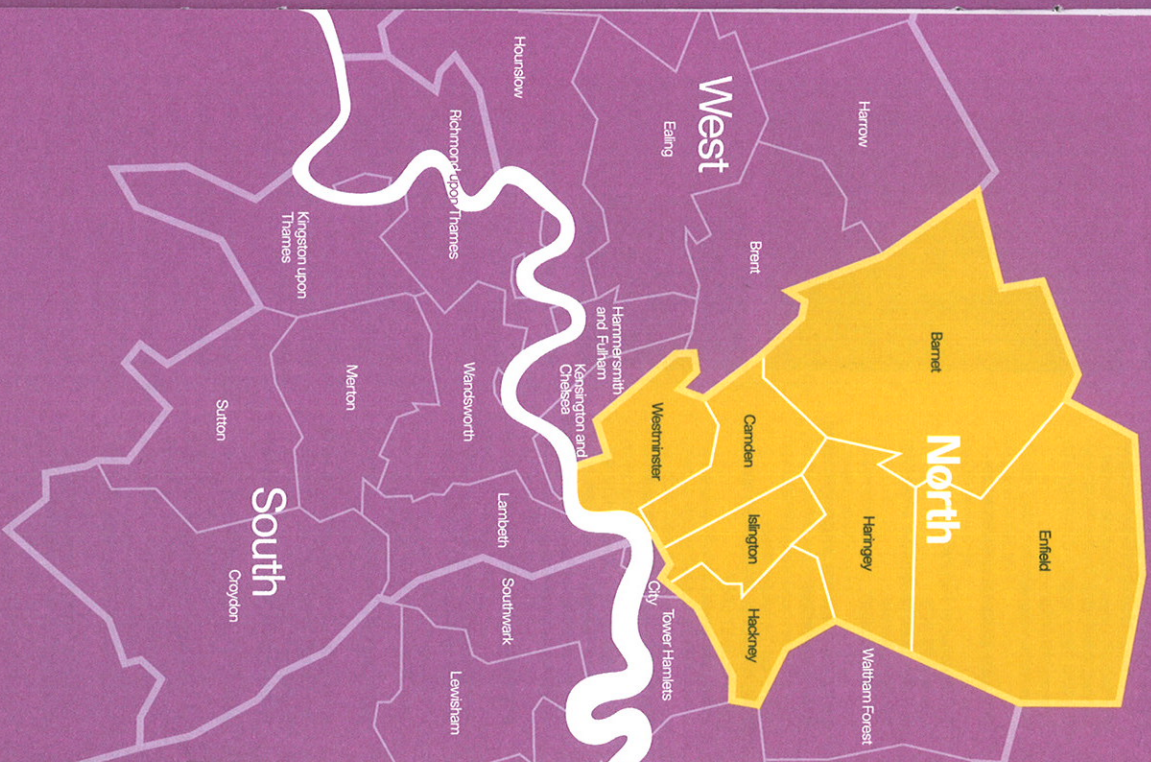 North
Enfield
Barnet
Haringey
Waltham Forest
Harrow
Brent
Camden
Islington
Hackney
West
Ealing
Westminster
City
Tower Hamlets
Hammersmith
and Fulham
Kensington and
Chelsea
Hounslow
Richmond upon Thames
Wandsworth
Lambeth
Southwark
Lewisham
Kingston upon
Thames
Merton
Sutton
South
Croydon